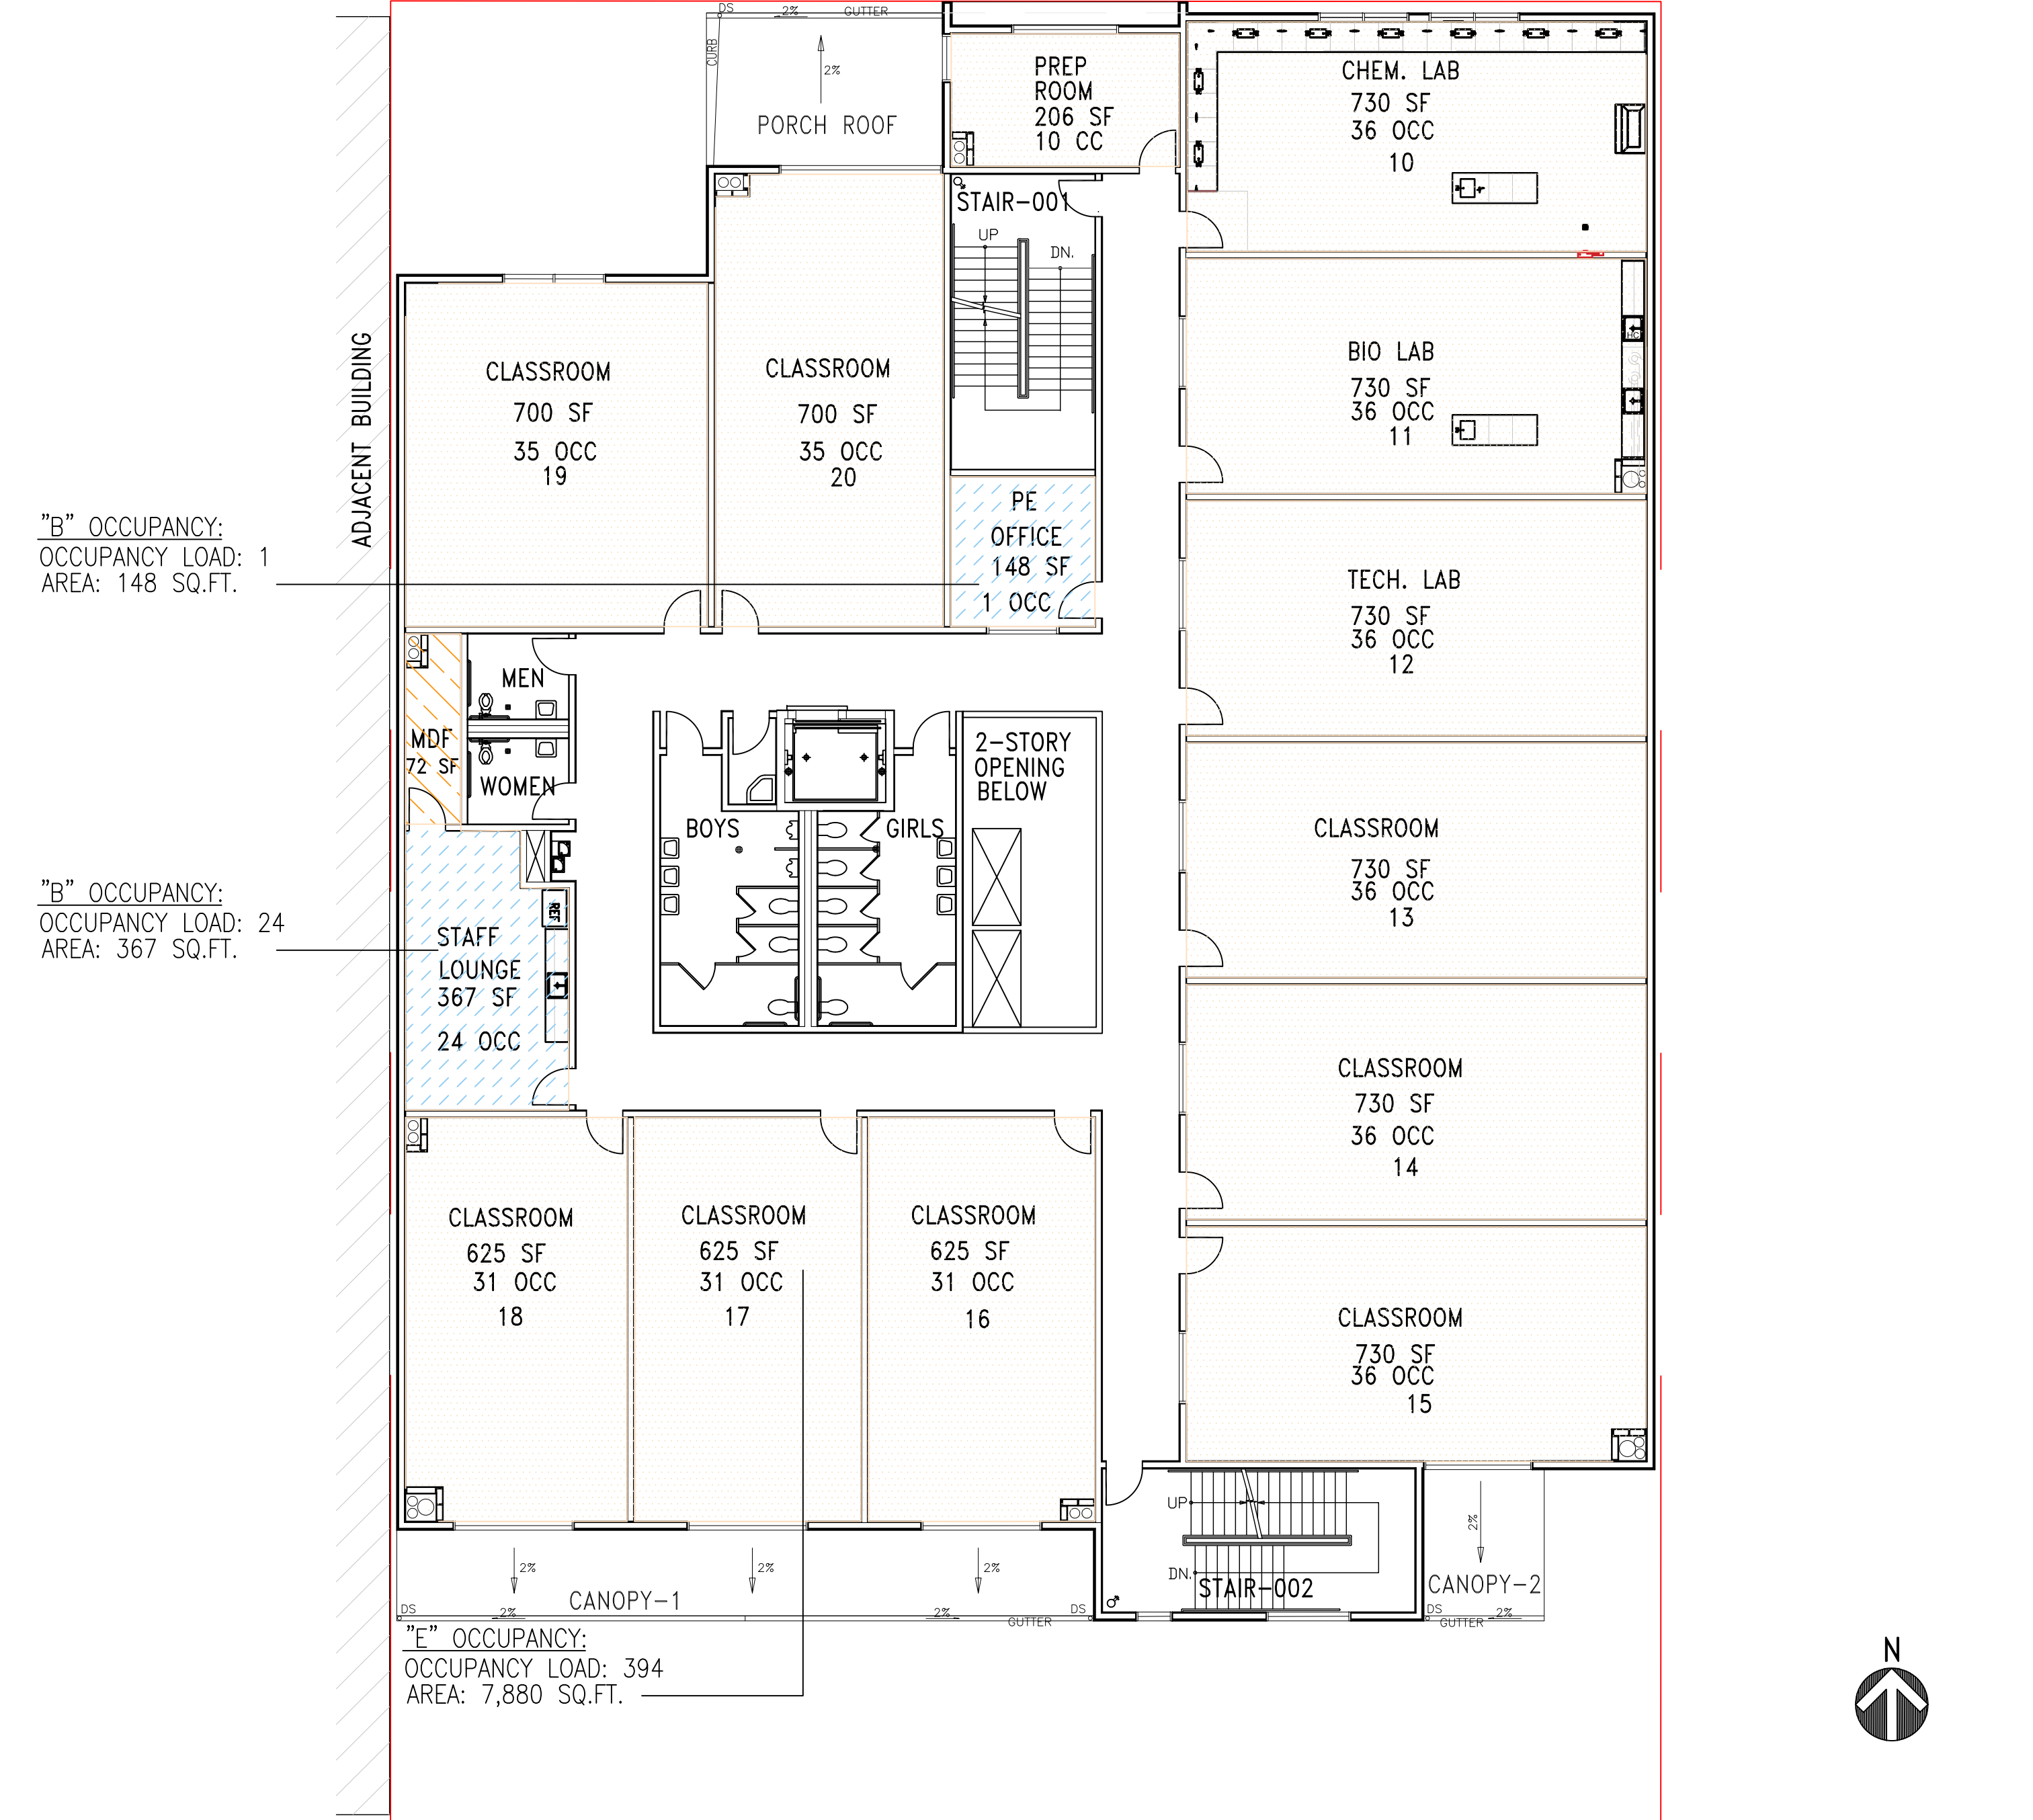 DS
2%
GUTTER
CURB
2%
PORCH ROOF
PREP
ROOM
206 SF
10 CC
CHEM. LAB
730 SF
36 OCC
10
STAIR-001
UP
DN.
ADJACENT BUILDING
CLASSROOM
700 SF
35 OCC
19
CLASSROOM
700 SF
35 OCC
20
BIO LAB
730 SF
36 OCC
11
"B" OCCUPANCY:
OCCUPANCY LOAD: 1
AREA: 148 SQ.FT.
PE
OFFICE
148 SF
1 OCC
TECH. LAB
730 SF
36 OCC
12
MEN
MDF
72 SF
WOMEN
2-STORY
OPENING
BELOW
BOYS
GIRLS
CLASSROOM
730 SF
36 OCC
13
"B" OCCUPANCY:
OCCUPANCY LOAD: 24
AREA: 367 SQ.FT.
REF
STAFF
LOUNGE
367 SF
24 OCC
CLASSROOM
730 SF
36 OCC
14
CLASSROOM
625 SF
31 OCC
18
CLASSROOM
625 SF
31 OCC
17
CLASSROOM
625 SF
31 OCC
16
CLASSROOM
730 SF
36 OCC
15
UP
DN.
STAIR-002
2%
2%
2%
2%
CANOPY-1
CANOPY-2
DS
2%
2%
DS
GUTTER
DS
2%
GUTTER
"E" OCCUPANCY:
OCCUPANCY LOAD: 394
AREA: 7,880 SQ.FT.
N